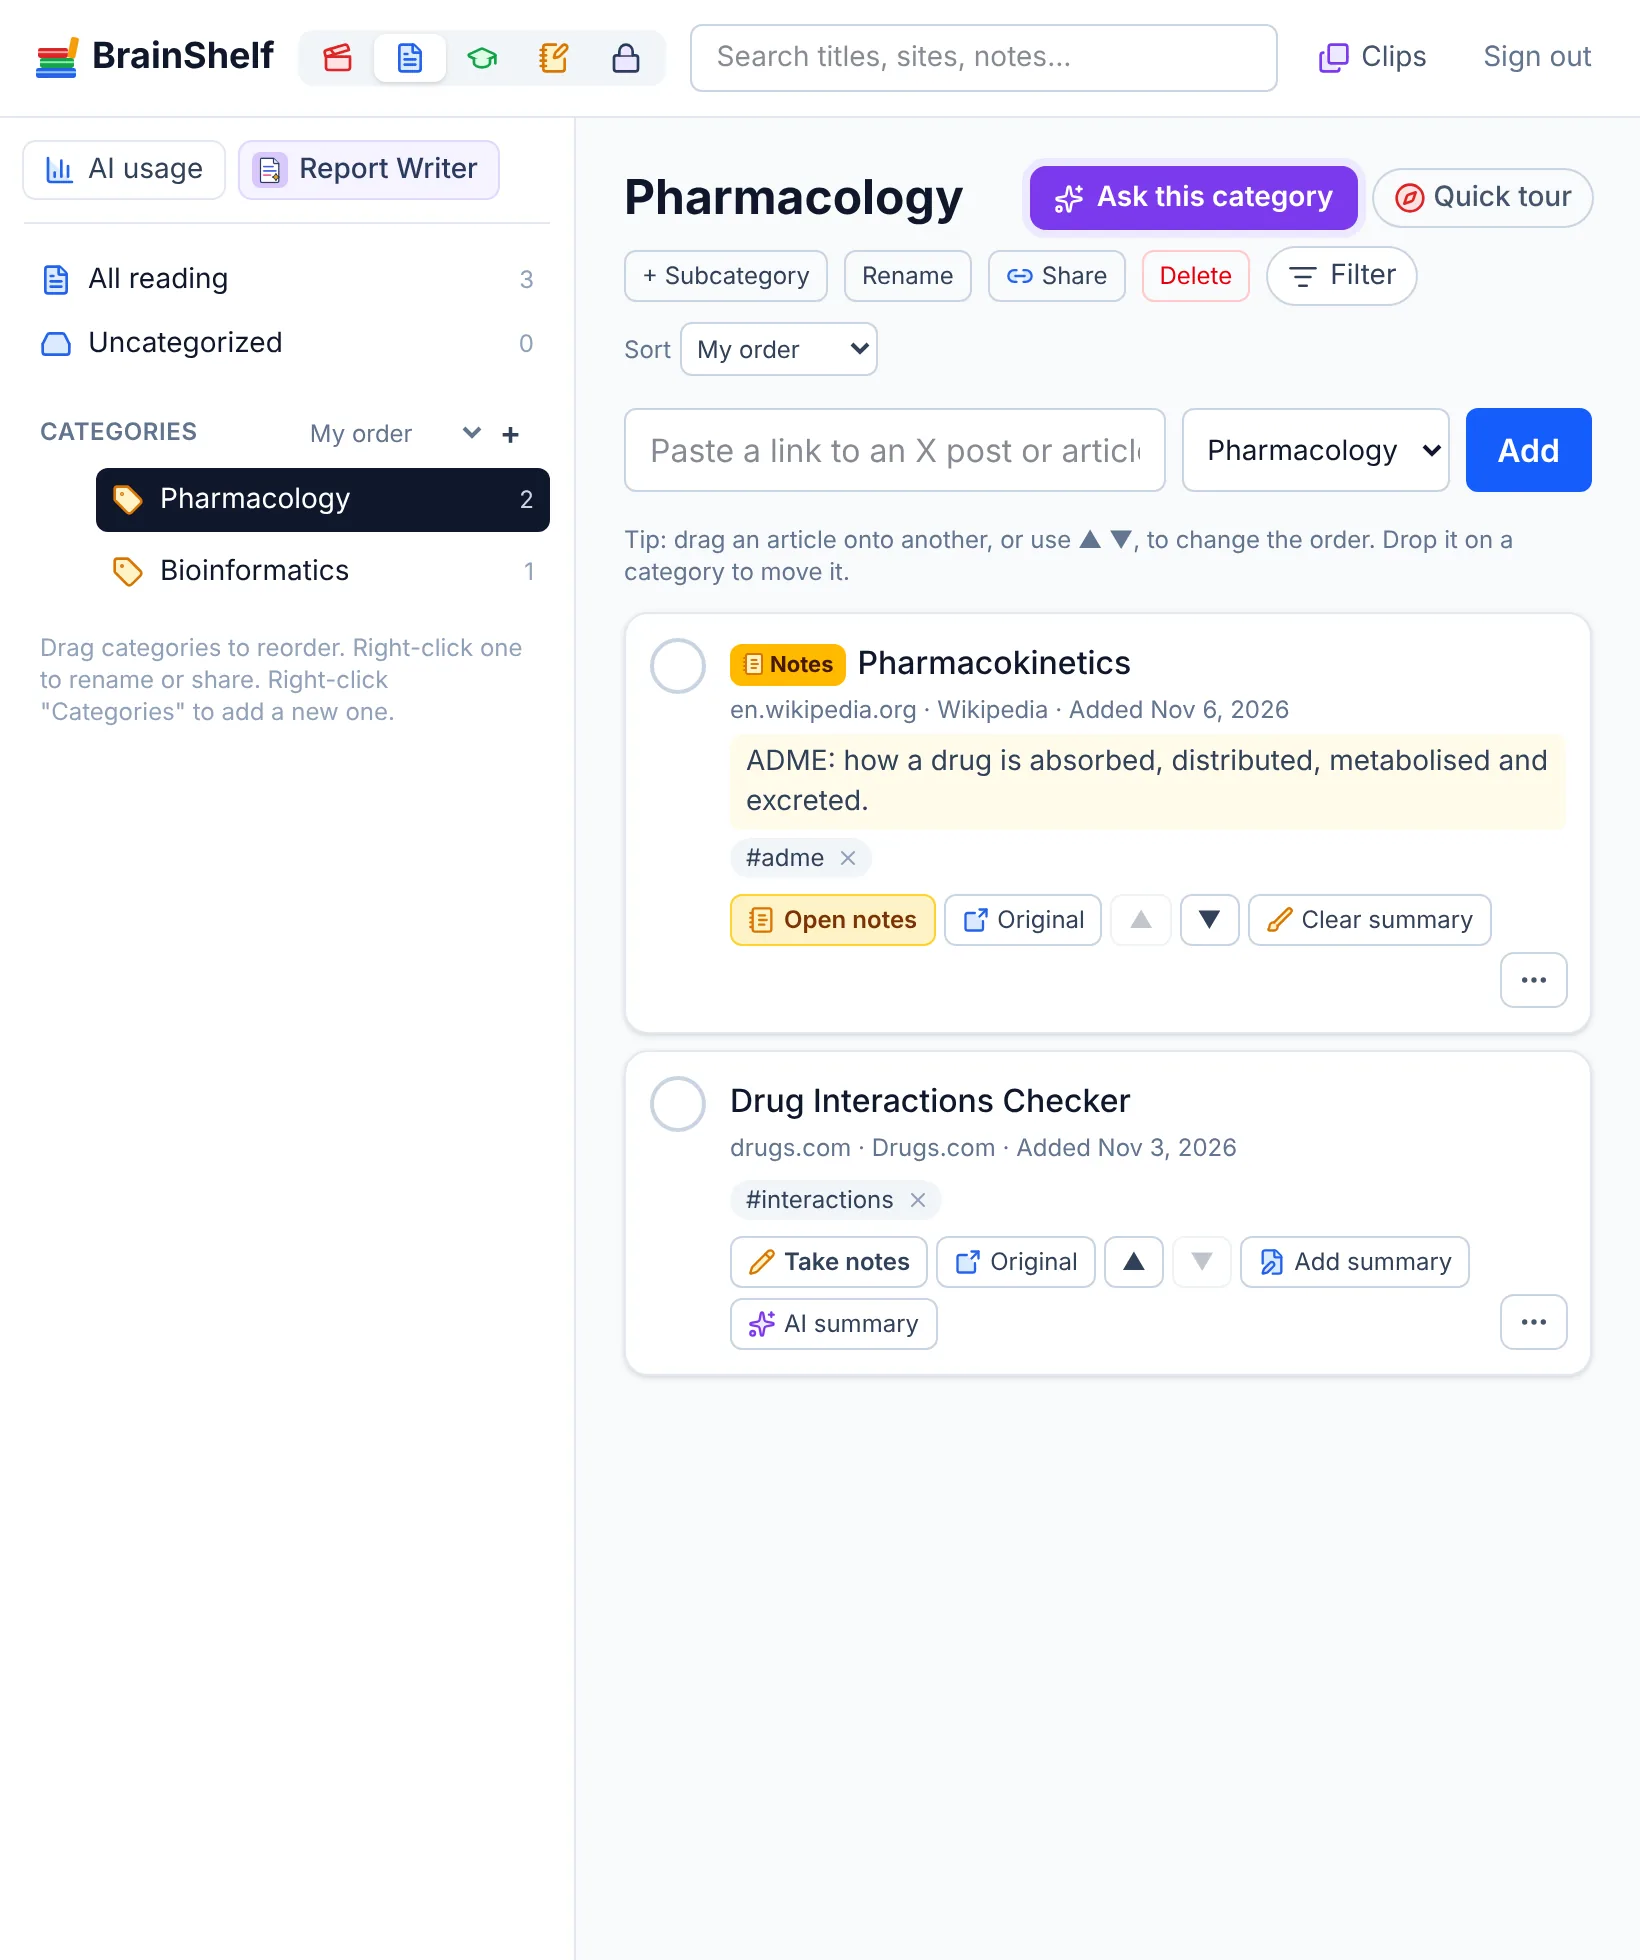 BrainShelf
Search titles, sites, notes...
Clips
Sign out
AI usage
Report Writer
All reading 3
Uncategorized 0
CATEGORIES
My order
+
Pharmacology 2
Bioinformatics 1
Drag categories to reorder. Right-click one
to rename or share. Right-click
"Categories" to add a new one.
Pharmacology
Ask this category
Quick tour
+ Subcategory
Rename
Share
Delete
Filter
Sort
My order
Paste a link to an X post or article
Pharmacology
Add
Tip: drag an article onto another, or use ▲ ▼, to change the order. Drop it on a
category to move it.
Notes
Pharmacokinetics
en.wikipedia.org · Wikipedia · Added Nov 6, 2026
ADME: how a drug is absorbed, distributed, metabolised and
excreted.
#adme ×
Open notes
Original
▲
▼
Clear summary
...
Drug Interactions Checker
drugs.com · Drugs.com · Added Nov 3, 2026
#interactions ×
Take notes
Original
▲
▼
Add summary
AI summary
...